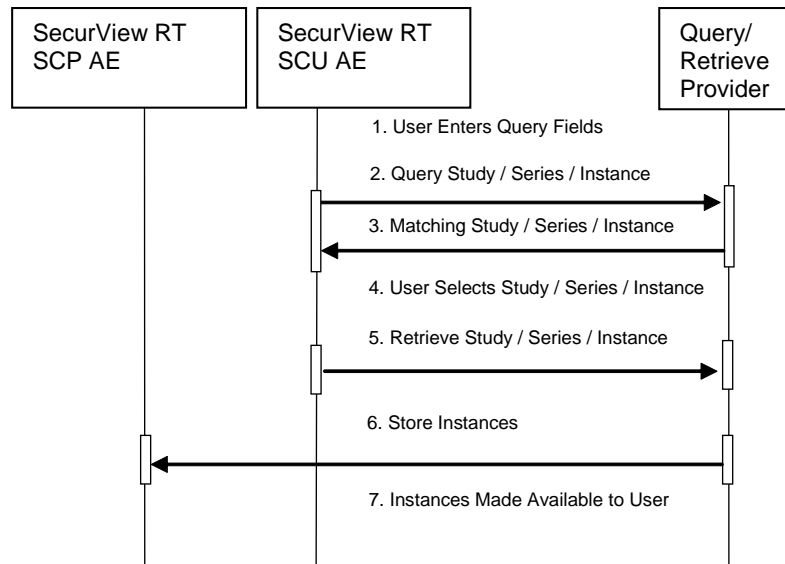 SecurView RT
SCP AE
SecurView RT
SCU AE
Query/
Retrieve
Provider
1. User Enters Query Fields
2. Query Study / Series / Instance
3. Matching Study / Series / Instance
4. User Selects Study / Series / Instance
5. Retrieve Study / Series / Instance
6. Store Instances
7. Instances Made Available to User